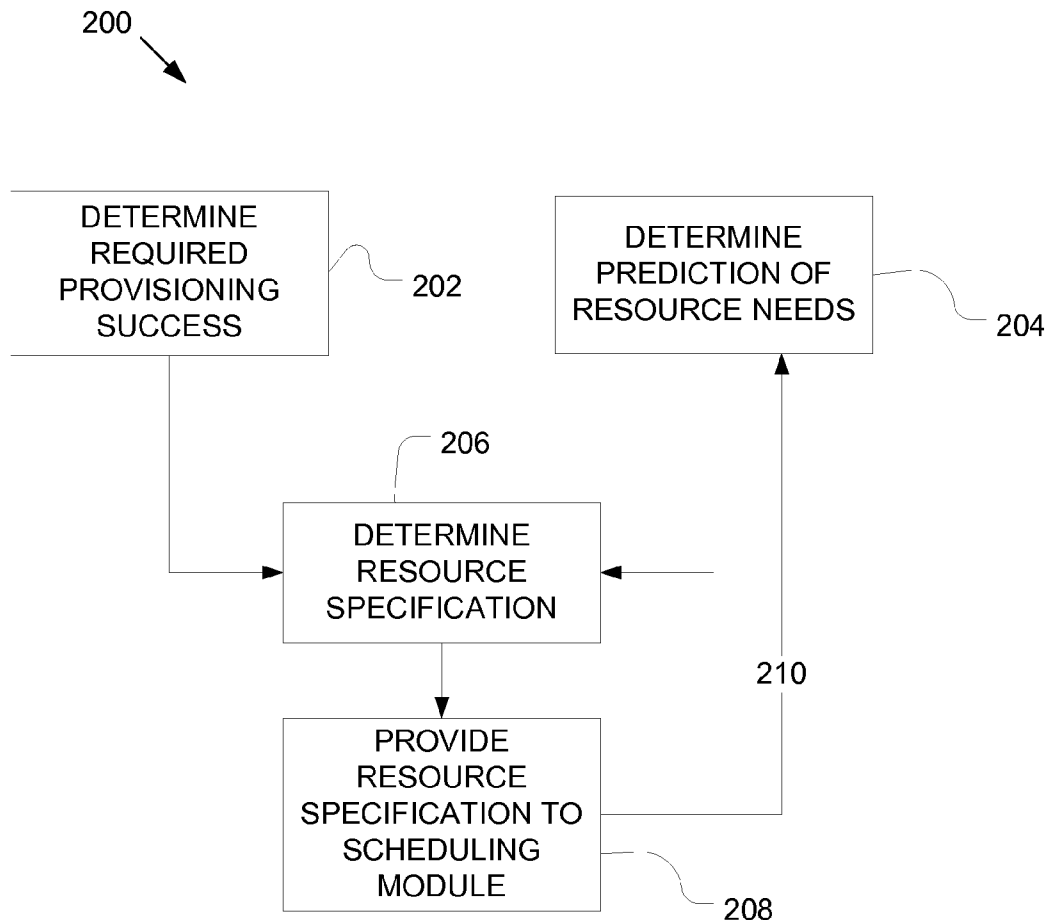 200
DETERMINE
REQUIRED
PROVISIONING
SUCCESS
202
DETERMINE
PREDICTION OF
RESOURCE NEEDS
204
206
DETERMINE
RESOURCE
SPECIFICATION
210
PROVIDE
RESOURCE
SPECIFICATION TO
SCHEDULING
MODULE
208